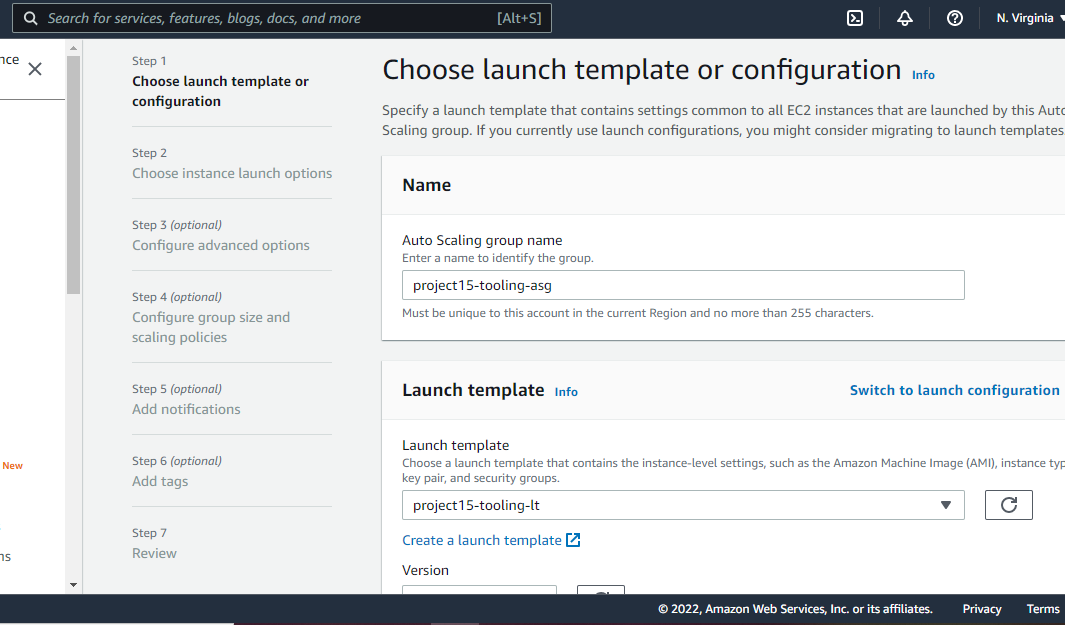 Search for services, features, blogs, docs, and more [Alt+S]
N. Virginia
nce
New
ns
Step 1
Choose launch template or
configuration
Step 2
Choose instance launch options
Step 3 (optional)
Configure advanced options
Step 4 (optional)
Configure group size and
scaling policies
Step 5 (optional)
Add notifications
Step 6 (optional)
Add tags
Step 7
Review
Choose launch template or configuration Info
Specify a launch template that contains settings common to all EC2 instances that are launched by this Auto
Scaling group. If you currently use launch configurations, you might consider migrating to launch templates.
Name
Auto Scaling group name
Enter a name to identify the group.
project15-tooling-asg
Must be unique to this account in the current Region and no more than 255 characters.
Launch template Info
Switch to launch configuration
Launch template
Choose a launch template that contains the instance-level settings, such as the Amazon Machine Image (AMI), instance typ
key pair, and security groups.
project15-tooling-lt
Create a launch template
Version
© 2022, Amazon Web Services, Inc. or its affiliates. Privacy Terms